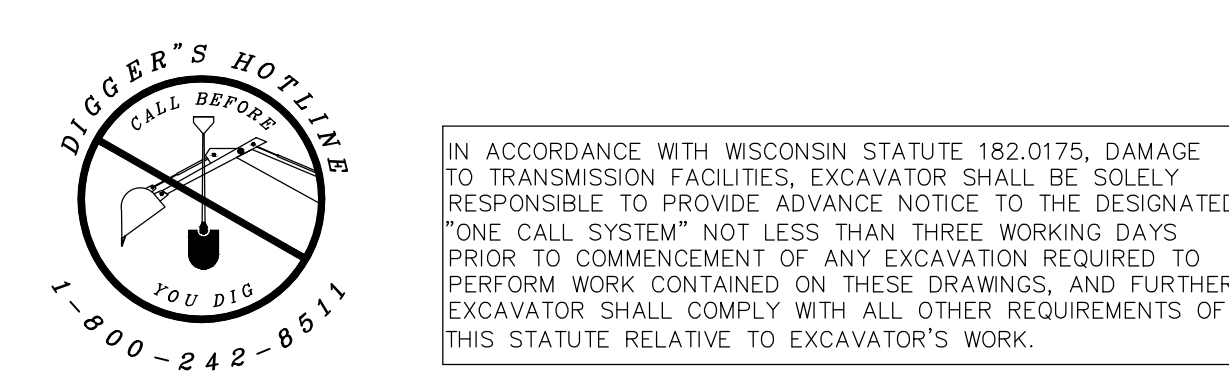 DIGGER"S HOTLINE
CALL BEFORE
YOU DIG
1-800-242-8511
IN ACCORDANCE WITH WISCONSIN STATUTE 182.0175, DAMAGE
TO TRANSMISSION FACILITIES, EXCAVATOR SHALL BE SOLELY
RESPONSIBLE TO PROVIDE ADVANCE NOTICE TO THE DESIGNATED
"ONE CALL SYSTEM" NOT LESS THAN THREE WORKING DAYS
PRIOR TO COMMENCEMENT OF ANY EXCAVATION REQUIRED TO
PERFORM WORK CONTAINED ON THESE DRAWINGS, AND FURTHER
EXCAVATOR SHALL COMPLY WITH ALL OTHER REQUIREMENTS OF
THIS STATUTE RELATIVE TO EXCAVATOR'S WORK.